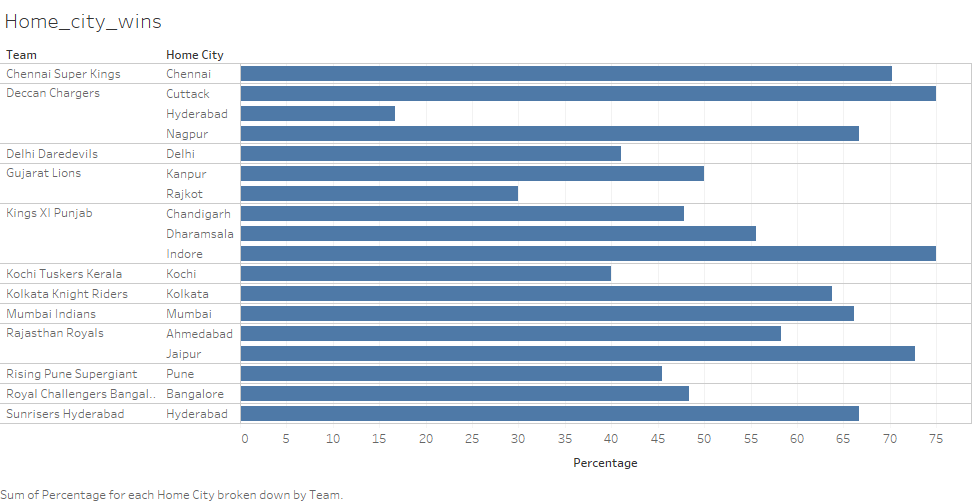 Home_city_wins
Team Home City
Chennai Super Kings Chennai
Deccan Chargers Cuttack
Hyderabad
Nagpur
Delhi Daredevils Delhi
Gujarat Lions Kanpur
Rajkot
Kings XI Punjab Chandigarh
Dharamsala
Indore
Kochi Tuskers Kerala Kochi
Kolkata Knight Riders Kolkata
Mumbai Indians Mumbai
Rajasthan Royals Ahmedabad
Jaipur
Rising Pune Supergiant Pune
Royal Challengers Bangal.. Bangalore
Sunrisers Hyderabad Hyderabad
0 5 10 15 20 25 30 35 40 45 50 55 60 65 70 75
Percentage
Sum of Percentage for each Home City broken down by Team.